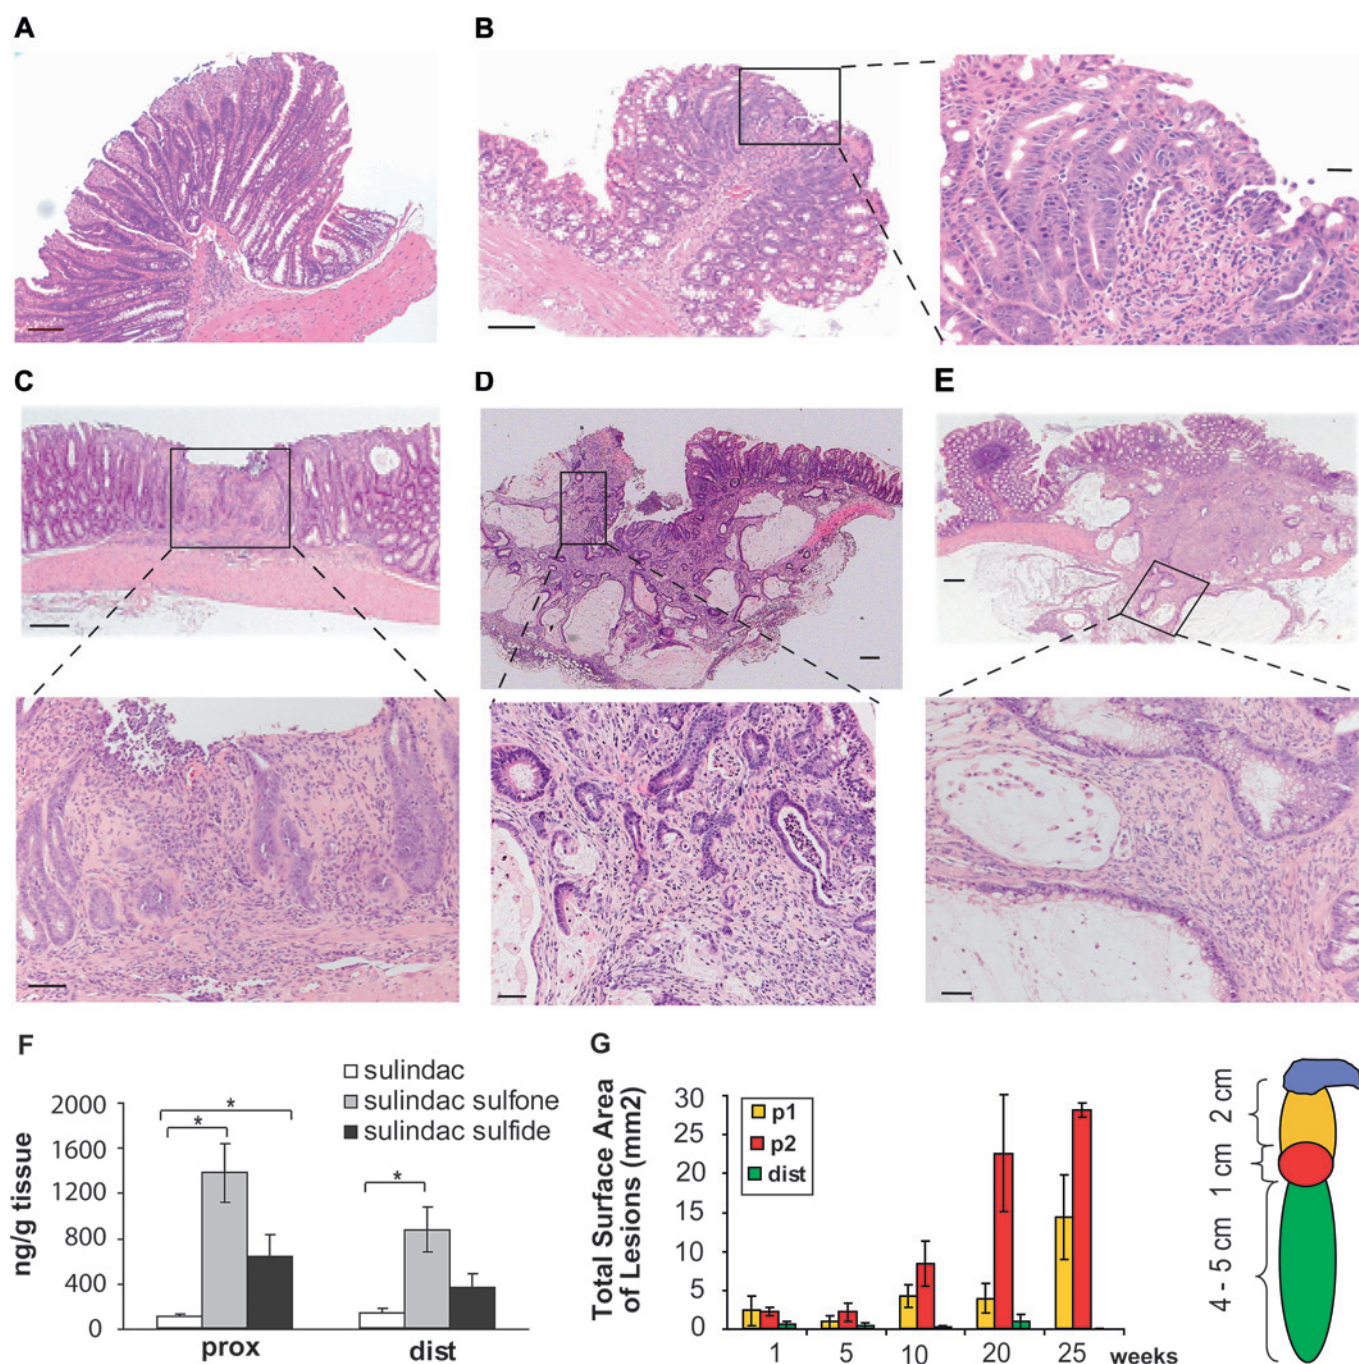 A
B
C
D
E
F
sulindac
sulindac sulfone
sulindac sulfide
ng/g tissue
2000
1600
1200
800
400
0
*
*
*
prox
dist
G
Total Surface Area
of Lesions (mm2)
30
25
20
15
10
5
0
p1
p2
dist
1
5
10
20
25
weeks
2 cm
1 cm
4 - 5 cm